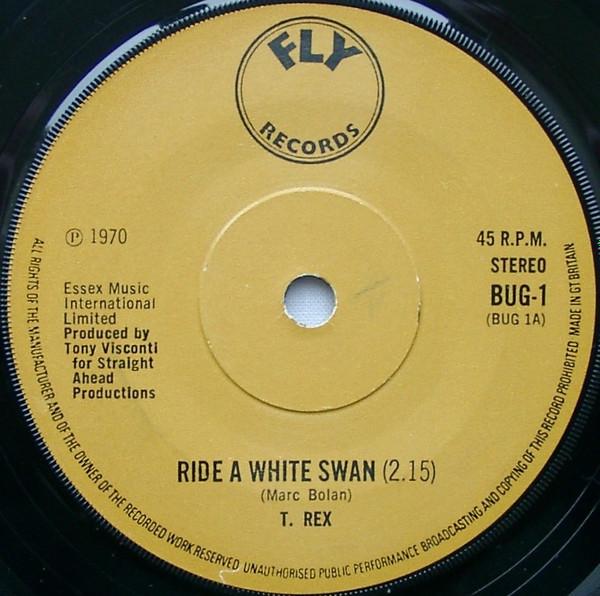 FLY
RECORDS
℗ 1970
45 R.P.M.
STEREO
BUG-1
(BUG 1A)
Essex Music
International
Limited
Produced by
Tony Visconti
for Straight
Ahead
Productions
RIDE A WHITE SWAN (2.15)
(Marc Bolan)
T. REX
ALL RIGHTS OF THE MANUFACTURER AND OF THE OWNER OF THE RECORDED WORK RESERVED UNAUTHORISED PUBLIC PERFORMANCE BROADCASTING AND COPYING OF THIS RECORD PROHIBITED MADE IN GT BRITAIN